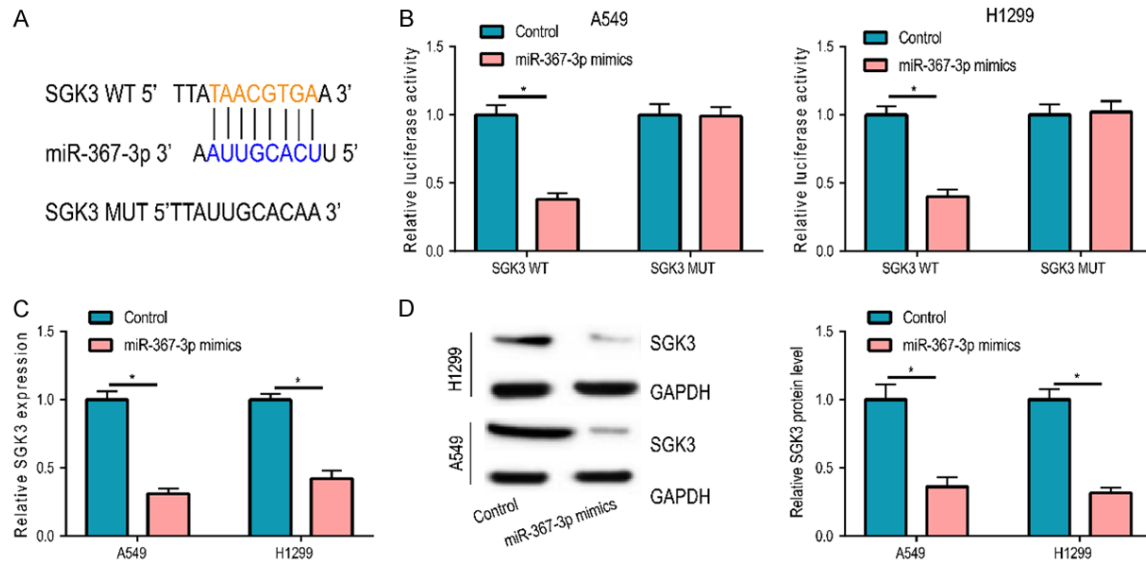 A
SGK3 WT 5’ TTATAACGTGAA 3’
miR-367-3p 3’ AAUUGCACUU 5’
SGK3 MUT 5’TTAUUGCACAA 3’
B
A549
Control
miR-367-3p mimics
Relative luciferase activity
1.5
1.0
0.5
0.0
*
SGK3 WT
SGK3 MUT
H1299
Control
miR-367-3p mimics
Relative luciferase activity
1.5
1.0
0.5
0.0
*
SGK3 WT
SGK3 MUT
C
Control
miR-367-3p mimics
Relative SGK3 expression
1.5
1.0
0.5
0.0
*
*
A549
H1299
D
H1299
SGK3
GAPDH
A549
SGK3
GAPDH
Control
miR-367-3p mimics
Control
miR-367-3p mimics
Relative SGK3 protein level
1.5
1.0
0.5
0.0
*
*
A549
H1299